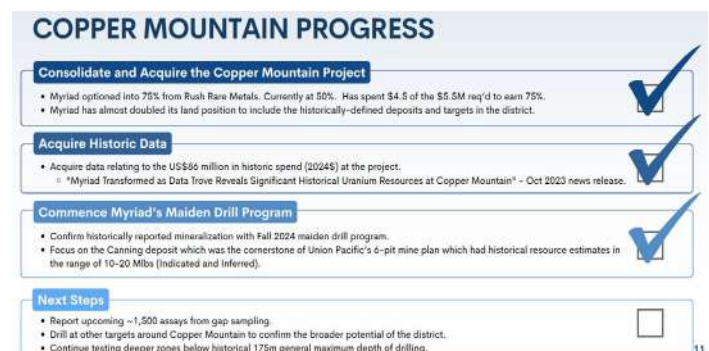 COPPER MOUNTAIN PROGRESS
Consolidate and Acquire the Copper Mountain Project
• Myriad optioned into 75% from Rush Rare Metals. Currently at 50%. Has spent $4.5 of the $5.5M req'd to earn 75%.
• Myriad has almost doubled its land position to include the historically-defined deposits and targets in the district.
Acquire Historic Data
• Acquire data relating to the US$86 million in historic spend (2024$) at the project.
○ "Myriad Transformed as Data Trove Reveals Significant Historical Uranium Resources at Copper Mountain" - Oct 2023 news release.
Commence Myriad's Maiden Drill Program
• Confirm historically reported mineralization with Fall 2024 maiden drill program.
• Focus on the Canning deposit which was the cornerstone of Union Pacific's 6-pit mine plan which had historical resource estimates in
the range of 10-20 Mlbs (Indicated and Inferred).
Next Steps
• Report upcoming ~1,500 assays from gap sampling.
• Drill at other targets around Copper Mountain to confirm the broader potential of the district.
• Continue testing deeper zones below historical 175m general maximum depth of drilling.
11